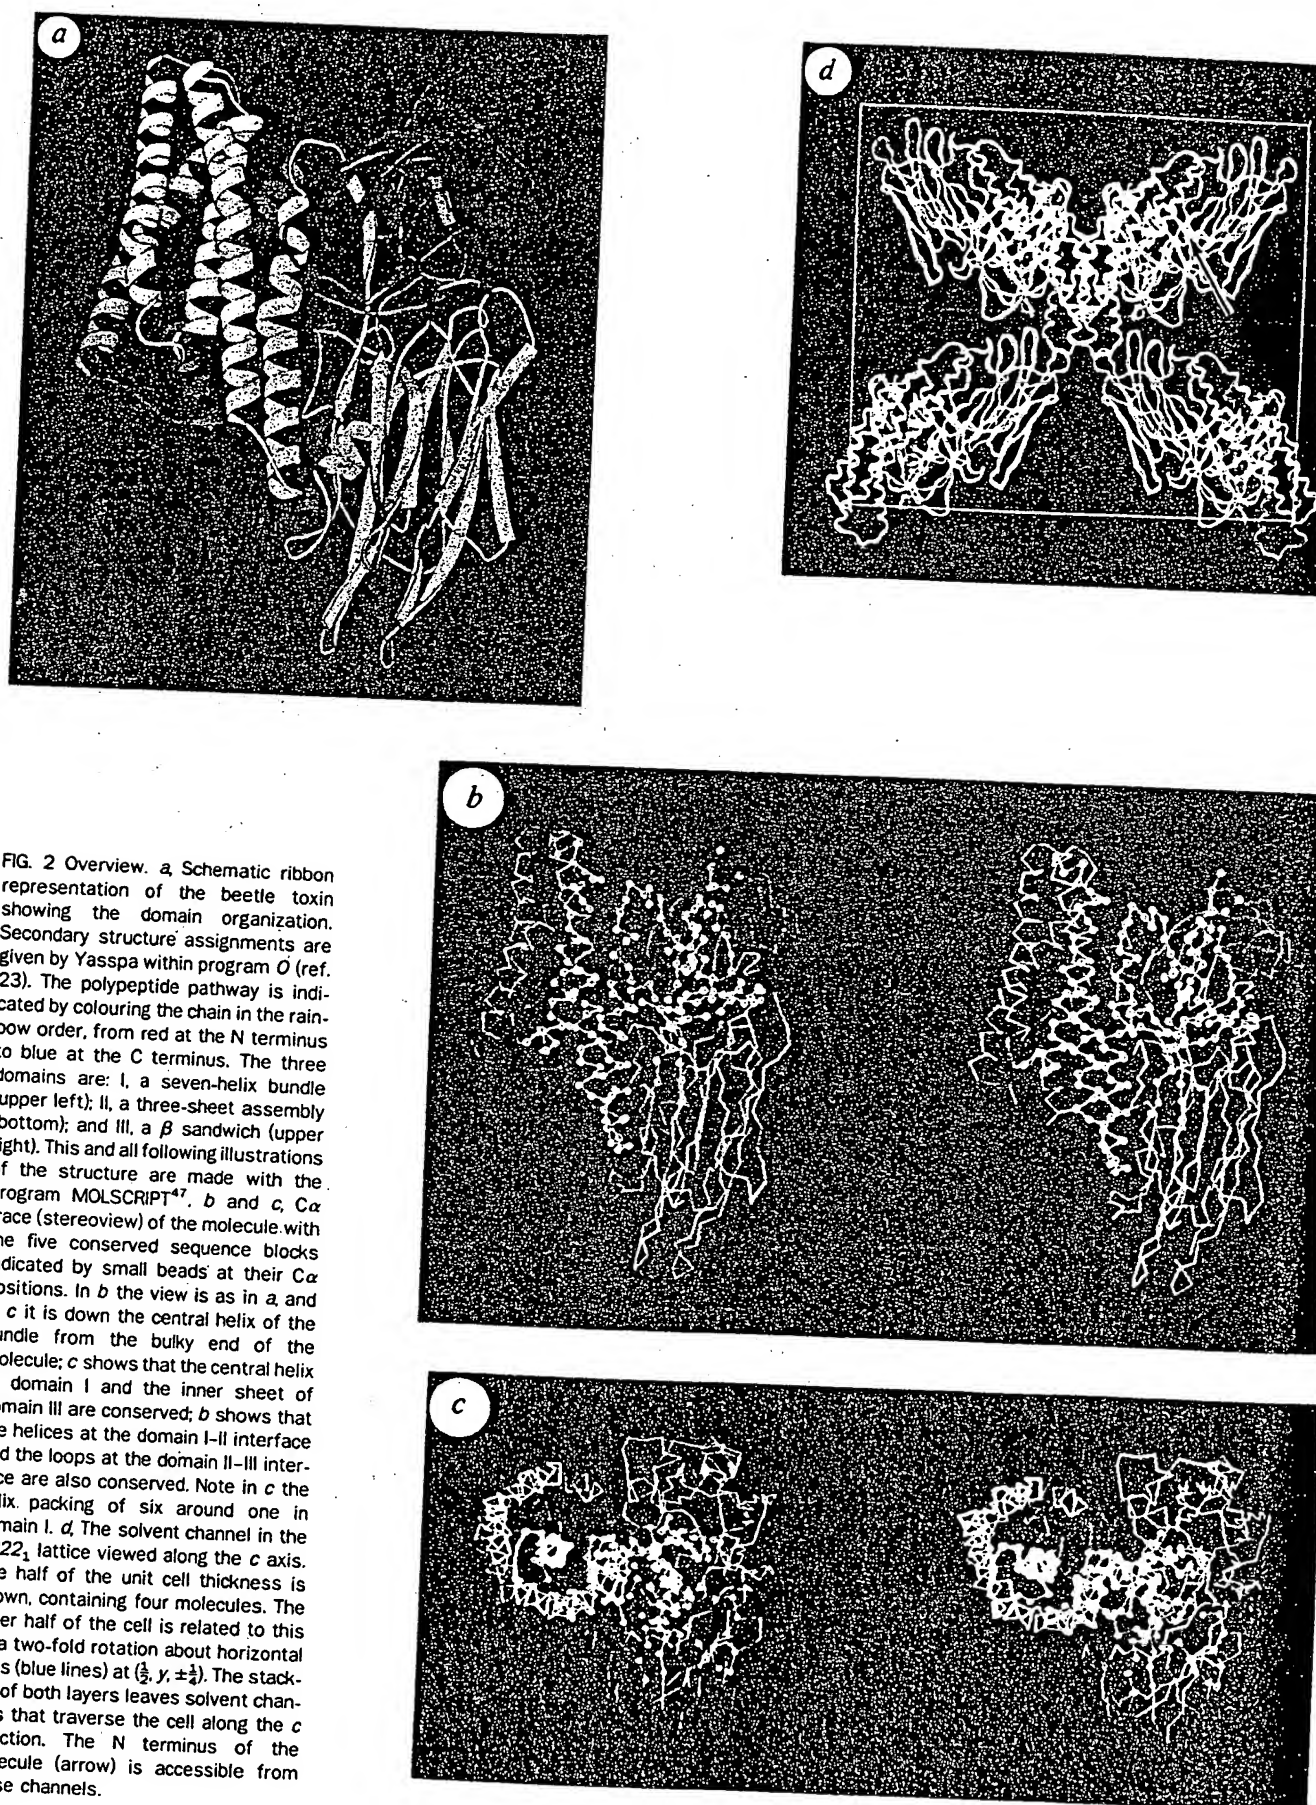 a
d
b
FIG. 2 Overview. a, Schematic ribbon
representation of the beetle toxin
showing the domain organization.
Secondary structure assignments are
given by Yasspa within program O (ref.
23). The polypeptide pathway is indi-
cated by colouring the chain in the rain-
bow order, from red at the N terminus
to blue at the C terminus. The three
domains are: I, a seven-helix bundle
upper left); II, a three-sheet assembly
bottom); and III, a β sandwich (upper
ight). This and all following illustrations
f the structure are made with the
rogram MOLSCRIPT⁴⁷. b and c, Cα
race (stereoview) of the molecule with
he five conserved sequence blocks
dicated by small beads at their Cα
ositions. In b the view is as in a, and
c it is down the central helix of the
undle from the bulky end of the
olecule; c shows that the central helix
domain I and the inner sheet of
omain III are conserved; b shows that
e helices at the domain I–II interface
d the loops at the domain II–III inter-
ce are also conserved. Note in c the
lix packing of six around one in
main I. d, The solvent channel in the
22₁ lattice viewed along the c axis.
e half of the unit cell thickness is
own, containing four molecules. The
er half of the cell is related to this
a two-fold rotation about horizontal
s (blue lines) at (½, y, ±¼). The stack-
of both layers leaves solvent chan-
s that traverse the cell along the c
ction. The N terminus of the
ecule (arrow) is accessible from
se channels.
c